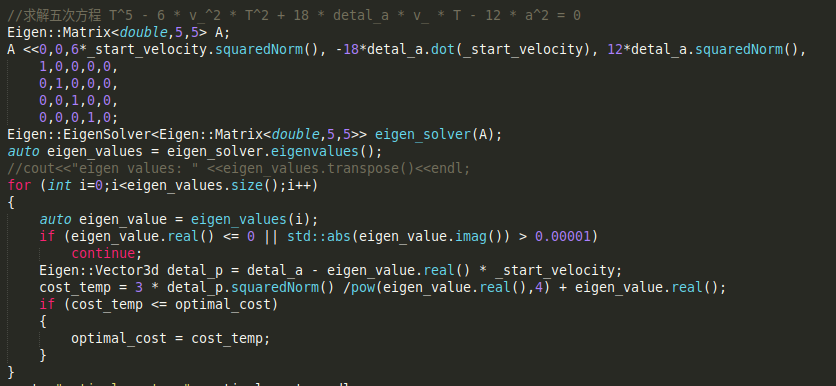 //求解五次方程 T^5 - 6 * v_^2 * T^2 + 18 * detal_a * v_ * T - 12 * a^2 = 0
Eigen::Matrix<double,5,5> A;
A <<0,0,6*_start_velocity.squaredNorm(), -18*detal_a.dot(_start_velocity), 12*detal_a.squaredNorm(),
1,0,0,0,0,
0,1,0,0,0,
0,0,1,0,0,
0,0,0,1,0;
Eigen::EigenSolver<Eigen::Matrix<double,5,5>> eigen_solver(A);
auto eigen_values = eigen_solver.eigenvalues();
//cout<<"eigen values: " <<eigen_values.transpose()<<endl;
for (int i=0;i<eigen_values.size();i++)
{
auto eigen_value = eigen_values(i);
if (eigen_value.real() <= 0 || std::abs(eigen_value.imag()) > 0.00001)
continue;
Eigen::Vector3d detal_p = detal_a - eigen_value.real() * _start_velocity;
cost_temp = 3 * detal_p.squaredNorm() /pow(eigen_value.real(),4) + eigen_value.real();
if (cost_temp <= optimal_cost)
{
optimal_cost = cost_temp;
}
}